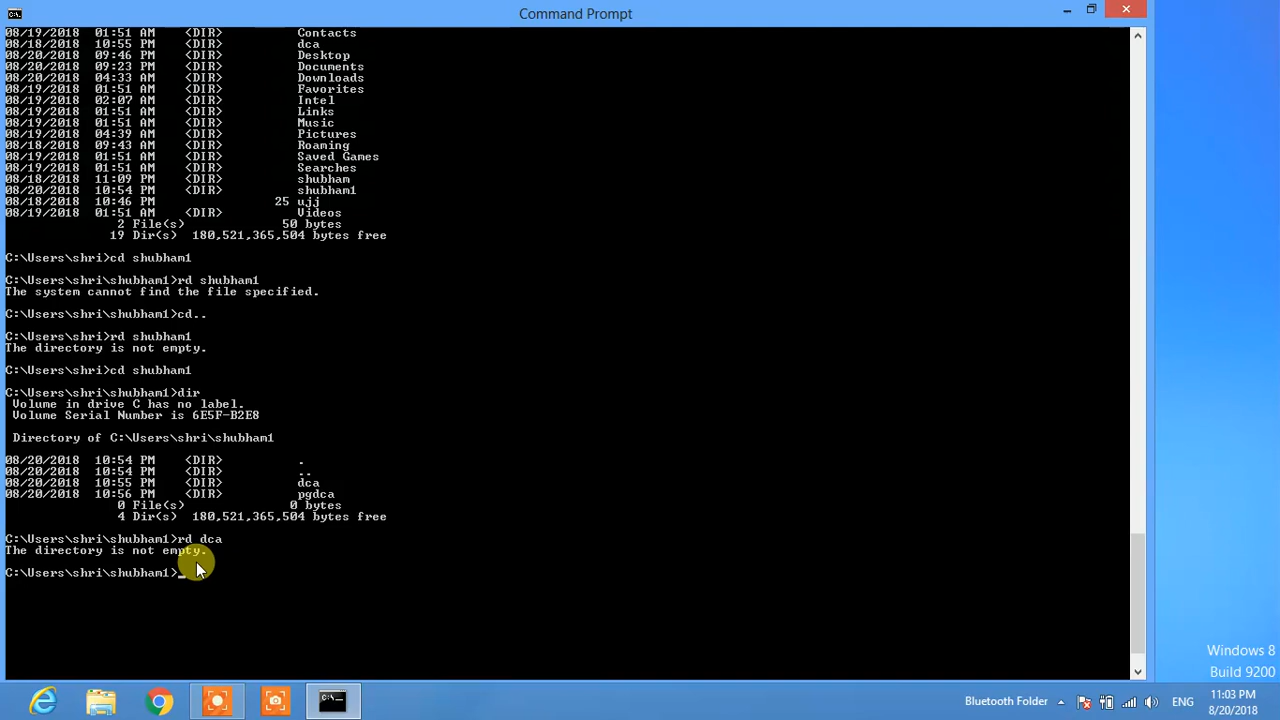 Command Prompt
08/19/2018  01:51 AM    <DIR>          Contacts
08/18/2018  10:55 PM    <DIR>          dca
08/20/2018  09:46 PM    <DIR>          Desktop
08/20/2018  09:23 PM    <DIR>          Documents
08/20/2018  04:33 AM    <DIR>          Downloads
08/19/2018  01:51 AM    <DIR>          Favorites
08/19/2018  02:07 AM    <DIR>          Intel
08/19/2018  01:51 AM    <DIR>          Links
08/19/2018  01:51 AM    <DIR>          Music
08/19/2018  04:39 AM    <DIR>          Pictures
08/18/2018  09:43 AM    <DIR>          Roaming
08/19/2018  01:51 AM    <DIR>          Saved Games
08/19/2018  01:51 AM    <DIR>          Searches
08/18/2018  11:09 PM    <DIR>          shubham
08/20/2018  10:54 PM    <DIR>          shubham1
08/18/2018  10:46 PM                25 ujj
08/19/2018  01:51 AM    <DIR>          Videos
2 File(s)             50 bytes
19 Dir(s)  180,521,365,504 bytes free
C:\Users\shri>cd shubham1
C:\Users\shri\shubham1>rd shubham1
The system cannot find the file specified.
C:\Users\shri\shubham1>cd..
C:\Users\shri>rd shubham1
The directory is not empty.
C:\Users\shri>cd shubham1
C:\Users\shri\shubham1>dir
Volume in drive C has no label.
Volume Serial Number is 6E5F-B2E8
Directory of C:\Users\shri\shubham1
08/20/2018  10:54 PM    <DIR>          .
08/20/2018  10:54 PM    <DIR>          ..
08/20/2018  10:55 PM    <DIR>          dca
08/20/2018  10:56 PM    <DIR>          pgdca
0 File(s)              0 bytes
4 Dir(s)  180,521,365,504 bytes free
C:\Users\shri\shubham1>rd dca
The directory is not empty.
C:\Users\shri\shubham1>_
Windows 8
Build 9200
Bluetooth Folder
ENG
11:03 PM
8/20/2018